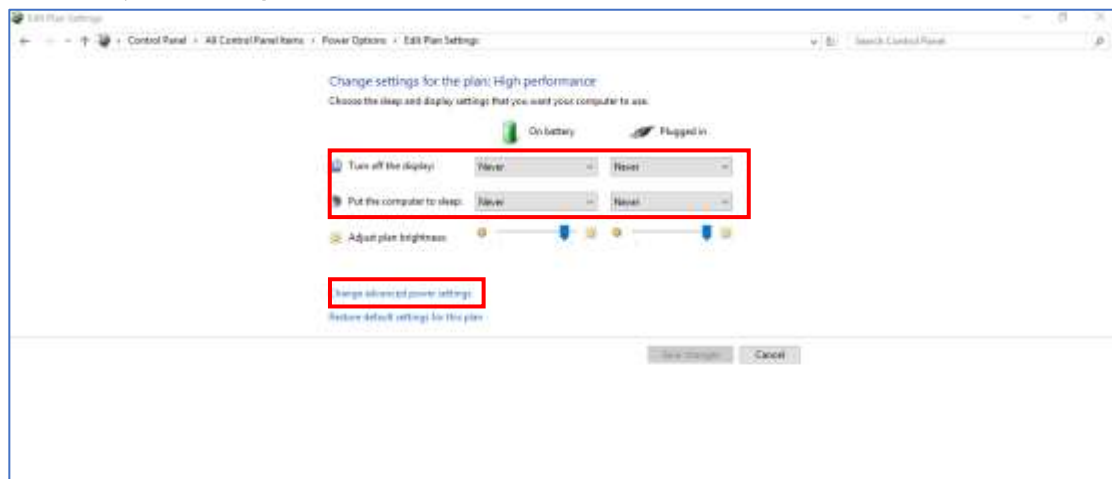 Edit Plan Settings
Control Panel › All Control Panel Items › Power Options › Edit Plan Settings
Search Control Panel
Change settings for the plan: High performance
Choose the sleep and display settings that you want your computer to use.
On battery Plugged in
Turn off the display: Never Never
Put the computer to sleep: Never Never
Adjust plan brightness:
Change advanced power settings
Restore default settings for this plan
Save changes Cancel